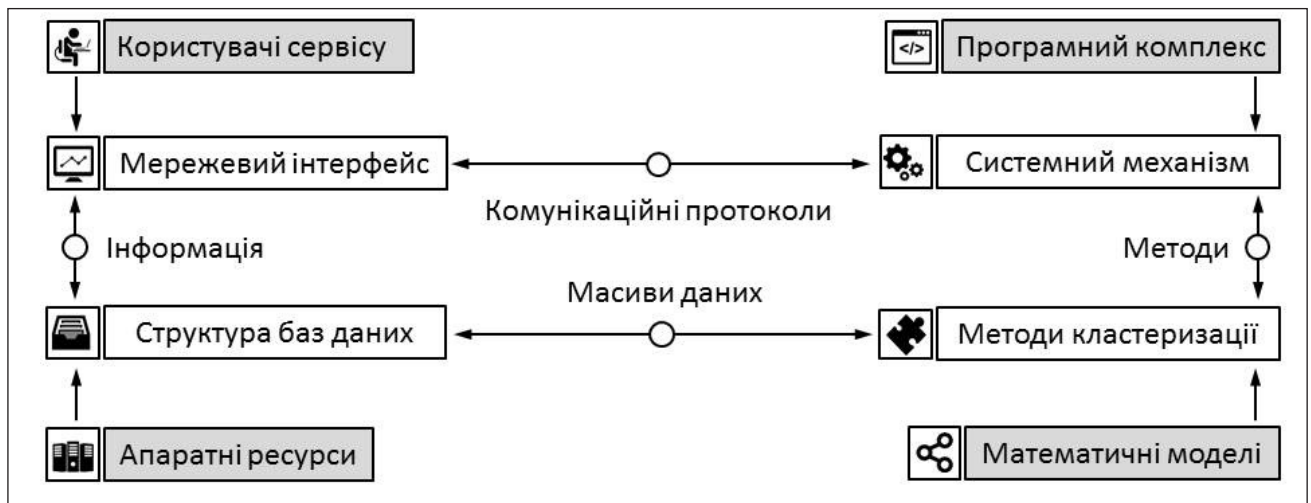 Користувачі сервісу
</> Програмний комплекс
Мережевий інтерфейс
Системний механізм
Комунікаційні протоколи
Інформація
Методи
Масиви даних
Структура баз даних
Методи кластеризації
Апаратні ресурси
Математичні моделі